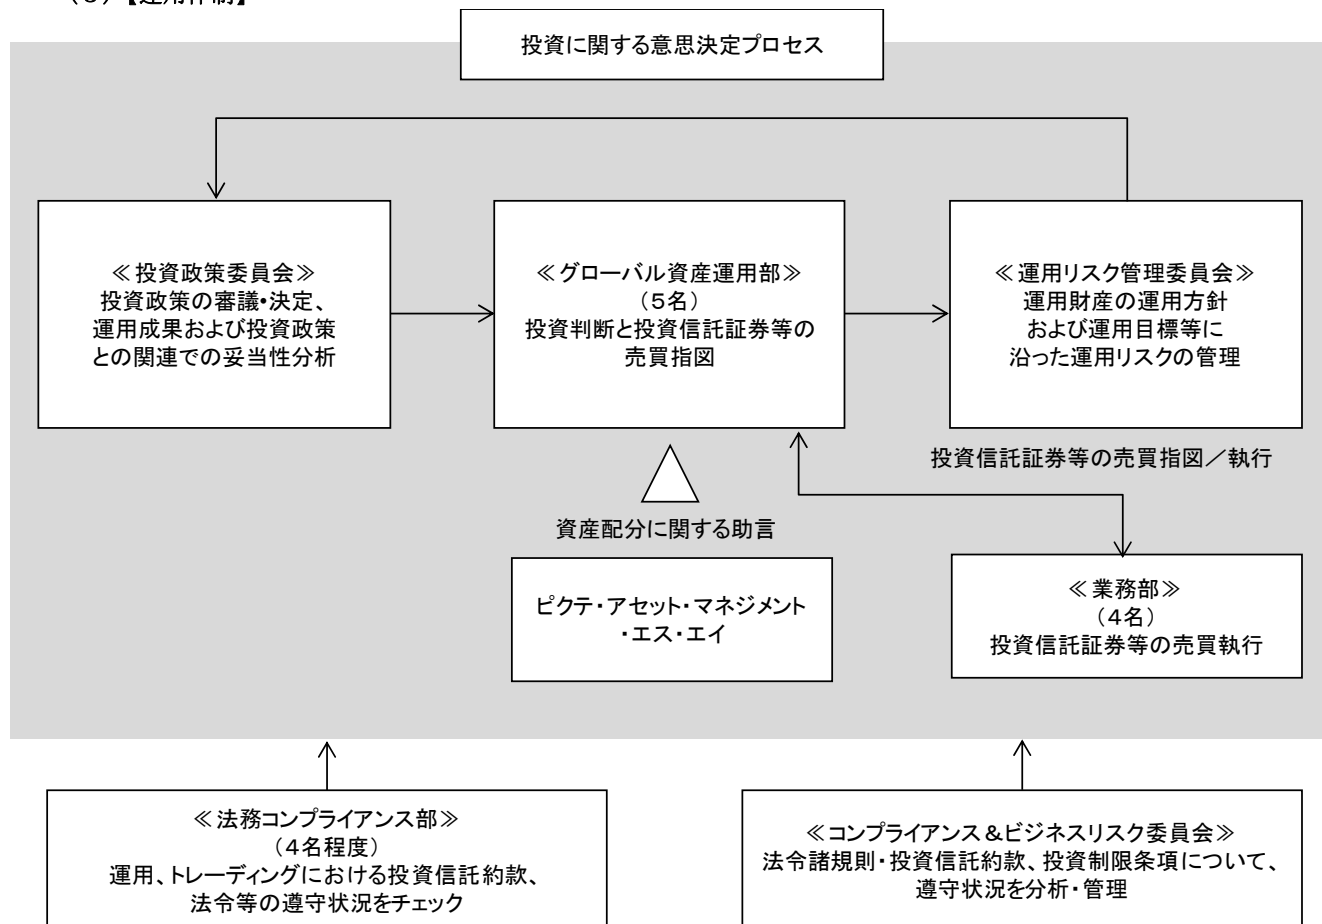 投資に関する意思決定プロセス
≪投資政策委員会≫
投資政策の審議・決定、
運用成果および投資政策
との関連での妥当性分析
≪グローバル資産運用部≫
（５名）
投資判断と投資信託証券等の
売買指図
≪運用リスク管理委員会≫
運用財産の運用方針
および運用目標等に
沿った運用リスクの管理
投資信託証券等の売買指図／執行
資産配分に関する助言
ピクテ・アセット・マネジメント
・エス・エイ
≪業務部≫
（４名）
投資信託証券等の売買執行
≪法務コンプライアンス部≫
（４名程度）
運用、トレーディングにおける投資信託約款、
法令等の遵守状況をチェック
≪コンプライアンス＆ビジネスリスク委員会≫
法令諸規則・投資信託約款、投資制限条項について、
遵守状況を分析・管理